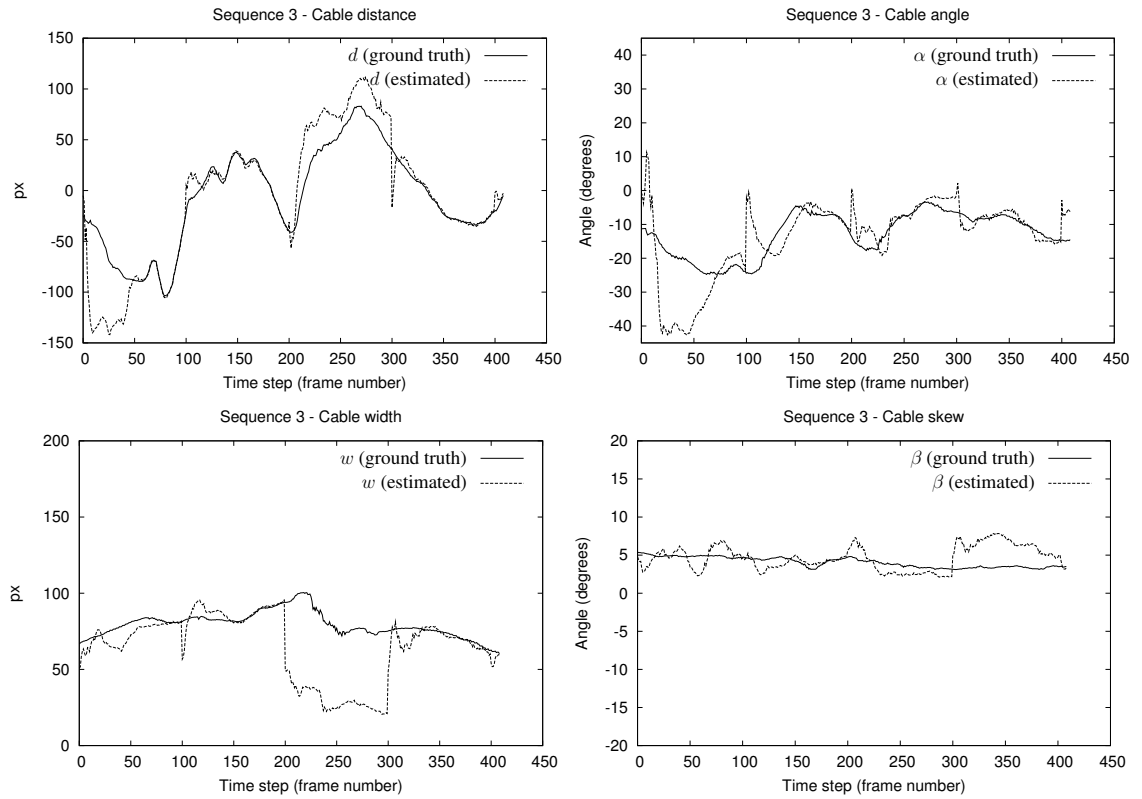 Sequence 3 - Cable distance
150
100
50
0
-50
-100
-150
px
d (ground truth)
d (estimated)
0 50 100 150 200 250 300 350 400 450
Time step (frame number)
Sequence 3 - Cable angle
40
30
20
10
0
-10
-20
-30
-40
Angle (degrees)
α (ground truth)
α (estimated)
0 50 100 150 200 250 300 350 400 450
Time step (frame number)
Sequence 3 - Cable width
200
150
100
50
0
px
w (ground truth)
w (estimated)
0 50 100 150 200 250 300 350 400 450
Time step (frame number)
Sequence 3 - Cable skew
20
15
10
5
0
-5
-10
-15
-20
Angle (degrees)
β (ground truth)
β (estimated)
0 50 100 150 200 250 300 350 400 450
Time step (frame number)